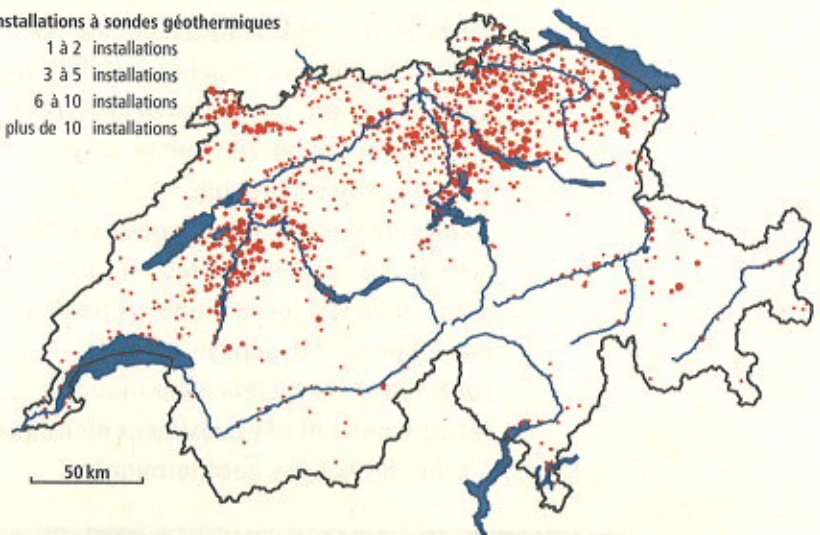 nstallations à sondes géothermiques
1 à 2 installations
3 à 5 installations
6 à 10 installations
plus de 10 installations
50 km